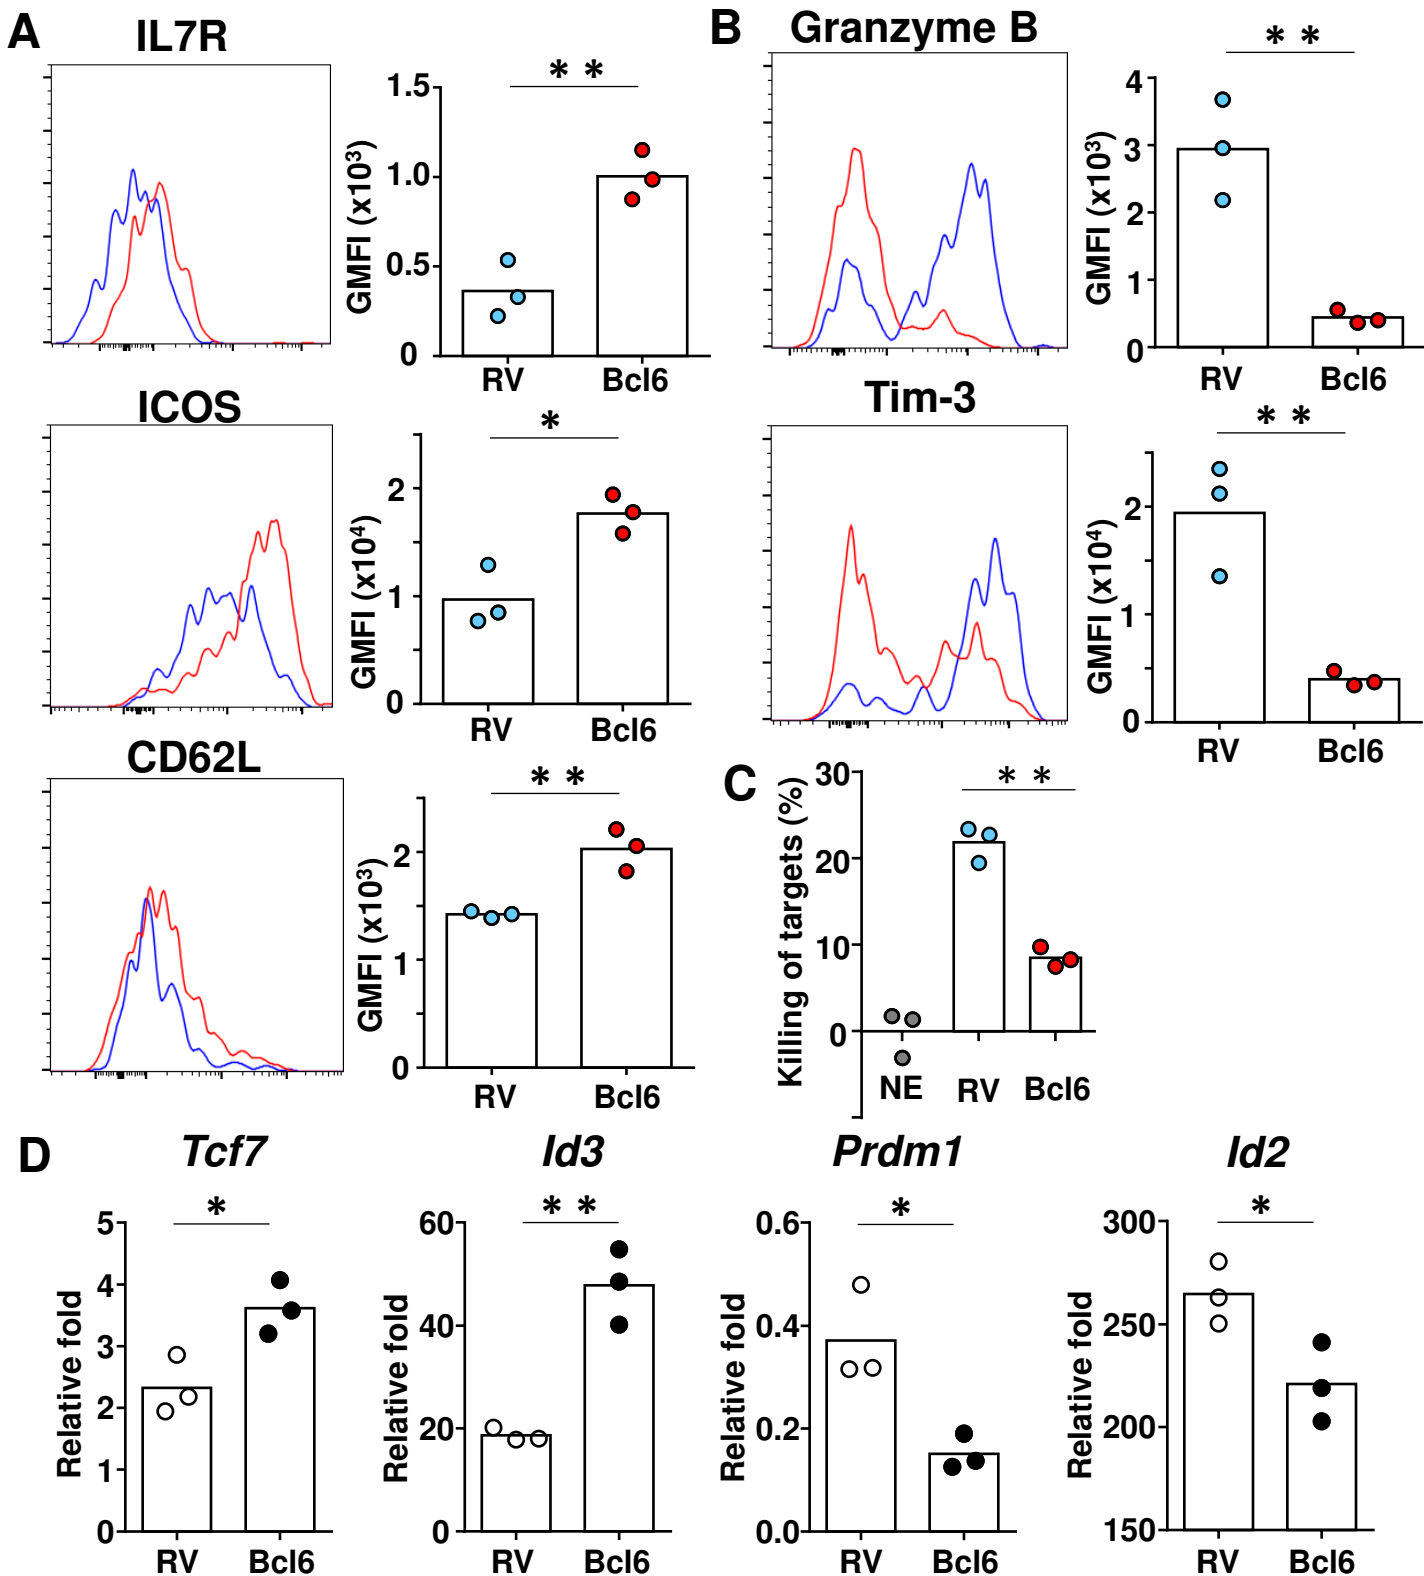 A
IL7R
GMFI (x10³)
1.5
1.0
0.5
0
* *
RV
Bcl6
ICOS
GMFI (x10⁴)
2
1
0
*
RV
Bcl6
CD62L
GMFI (x10³)
2
1
0
* *
RV
Bcl6
B
Granzyme B
GMFI (x10³)
4
3
2
1
0
* *
RV
Bcl6
Tim-3
GMFI (x10⁴)
2
1
0
* *
RV
Bcl6
C
Killing of targets (%)
30
20
10
0
* *
NE
RV
Bcl6
D
Tcf7
Relative fold
5
4
3
2
1
0
*
RV
Bcl6
Id3
Relative fold
60
40
20
0
* *
RV
Bcl6
Prdm1
Relative fold
0.6
0.4
0.2
0.0
*
RV
Bcl6
Id2
Relative fold
300
250
200
150
*
RV
Bcl6